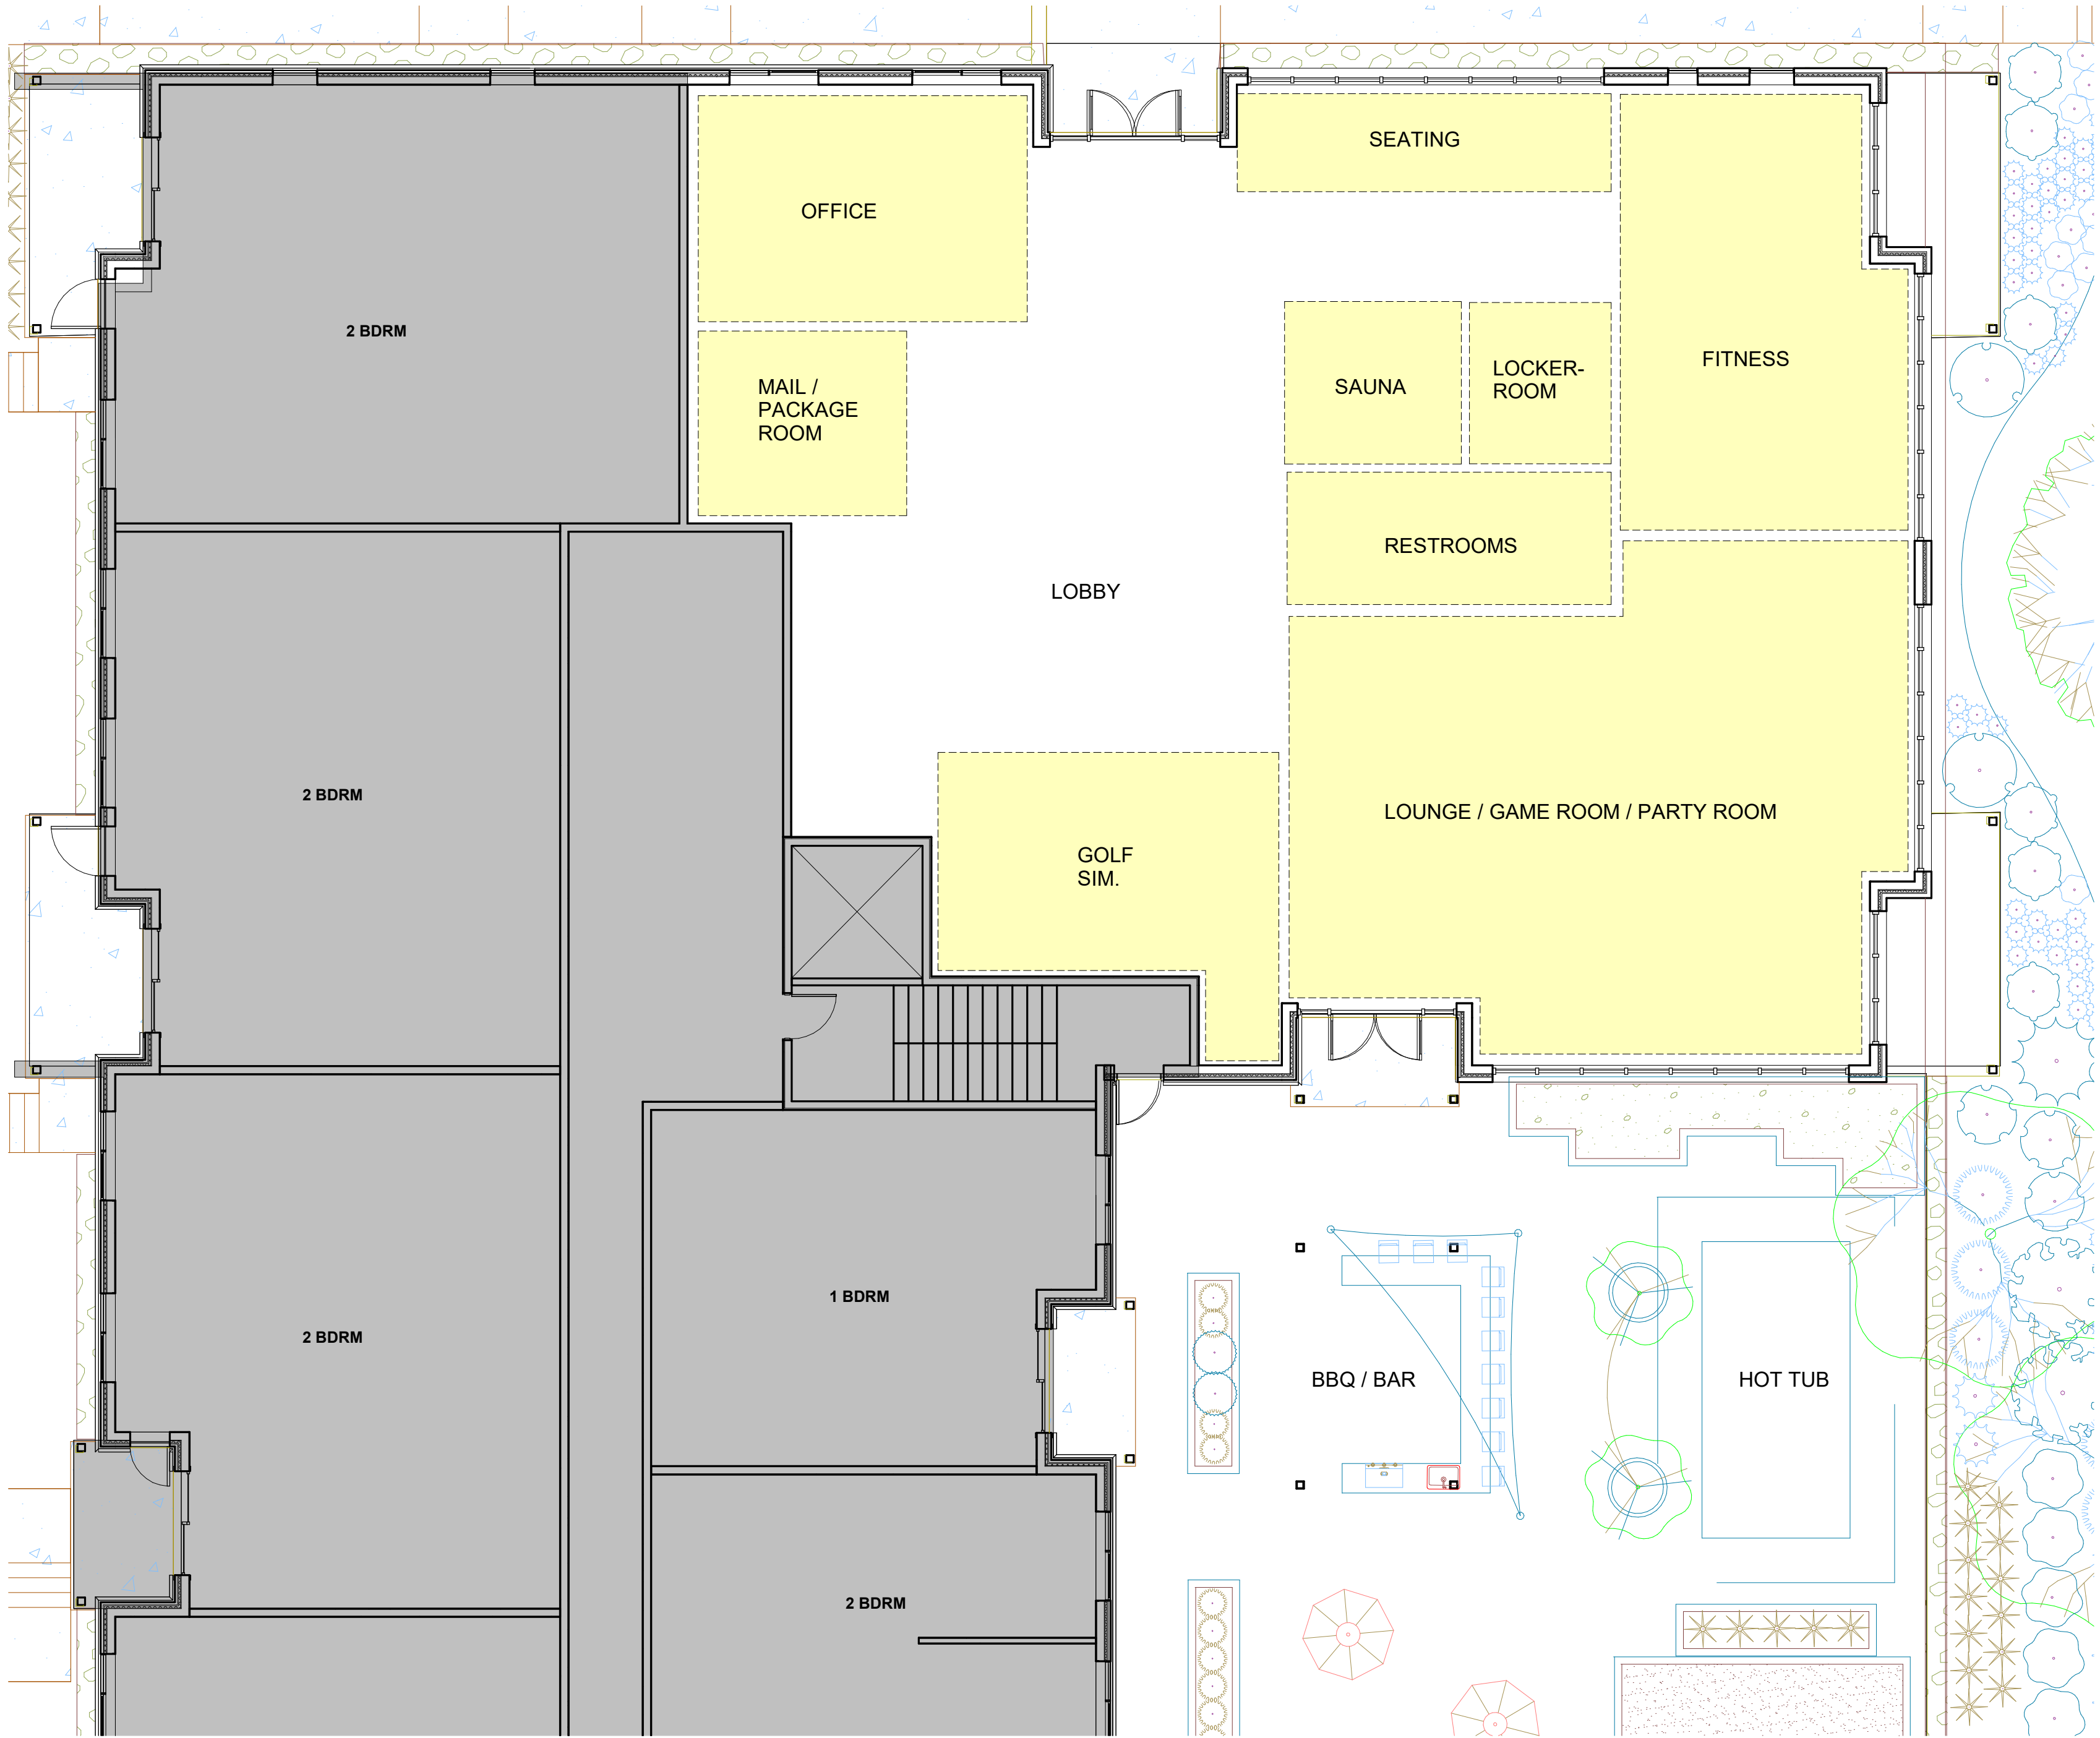 SEATING
OFFICE
2 BDRM
FITNESS
LOCKER-
ROOM
SAUNA
MAIL /
PACKAGE
ROOM
RESTROOMS
LOBBY
2 BDRM
LOUNGE / GAME ROOM / PARTY ROOM
GOLF
SIM.
1 BDRM
2 BDRM
BBQ / BAR
HOT TUB
2 BDRM